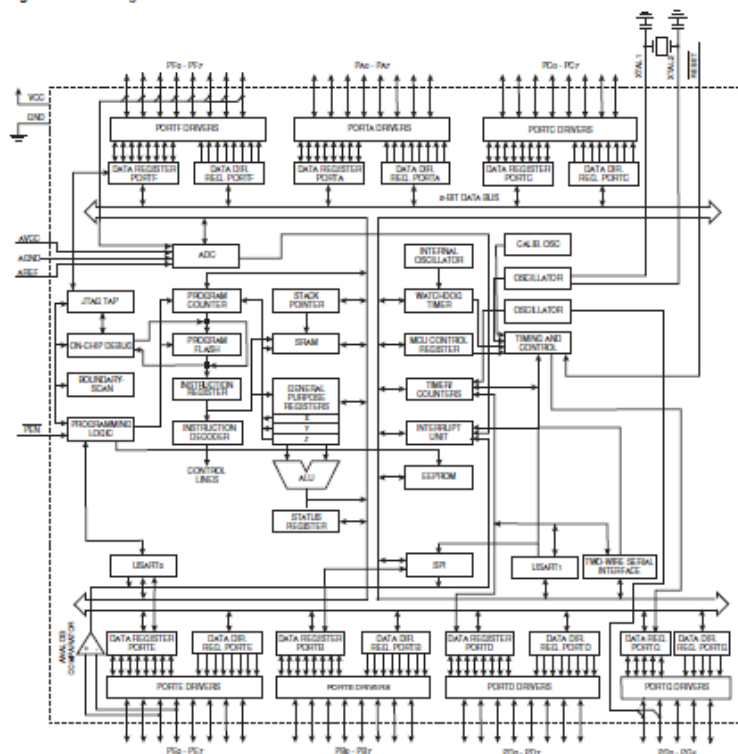 PF0 - PF7
PA0 - PA7
PC0 - PC7
XTAL1
XTAL2
RESET
VCC
GND
PORTF DRIVERS
PORTA DRIVERS
PORTC DRIVERS
DATA REGISTER
PORTF
DATA DIR.
REG. PORTF
DATA REGISTER
PORTA
DATA DIR.
REG. PORTA
DATA REGISTER
PORTC
DATA DIR.
REG. PORTC
8-BIT DATA BUS
AVCC
AGND
AREF
ADC
INTERNAL
OSCILLATOR
CALIB. OSC
OSCILLATOR
OSCILLATOR
JTAG TAP
PROGRAM
COUNTER
STACK
POINTER
WATCHDOG
TIMER
ON-CHIP DEBUG
PROGRAM
FLASH
SRAM
MCU CONTROL
REGISTER
TIMING AND
CONTROL
BOUNDARY-
SCAN
INSTRUCTION
REGISTER
GENERAL
PURPOSE
REGISTERS
X
Y
Z
TIMER/
COUNTERS
PEN
PROGRAMMING
LOGIC
INSTRUCTION
DECODER
INTERRUPT
UNIT
CONTROL
LINES
ALU
EEPROM
STATUS
REGISTER
USART0
SPI
USART1
TWO-WIRE SERIAL
INTERFACE
ANALOG
COMPARATOR
DATA REGISTER
PORTE
DATA DIR.
REG. PORTE
DATA REGISTER
PORTB
DATA DIR.
REG. PORTB
DATA REGISTER
PORTD
DATA DIR.
REG. PORTD
DATA REG.
PORTG
DATA DIR.
REG. PORTG
PORTE DRIVERS
PORTB DRIVERS
PORTD DRIVERS
PORTG DRIVERS
PE0 - PE7
PB0 - PB7
PD0 - PD7